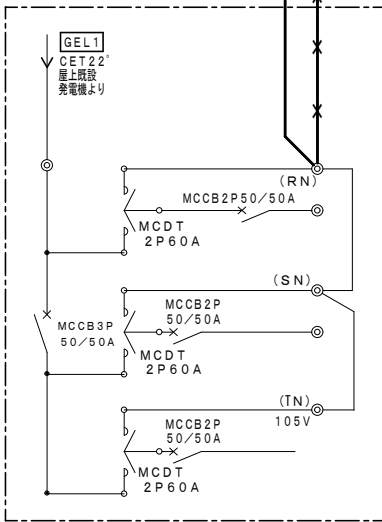 GEL1
CET22°
屋上既設
発電機より
(RN)
MCCB2P50/50A
MCDT
2P60A
(SN)
MCCB2P
50/50A
MCCB3P
50/50A
MCDT
2P60A
(TN)
105V
MCCB2P
50/50A
MCDT
2P60A